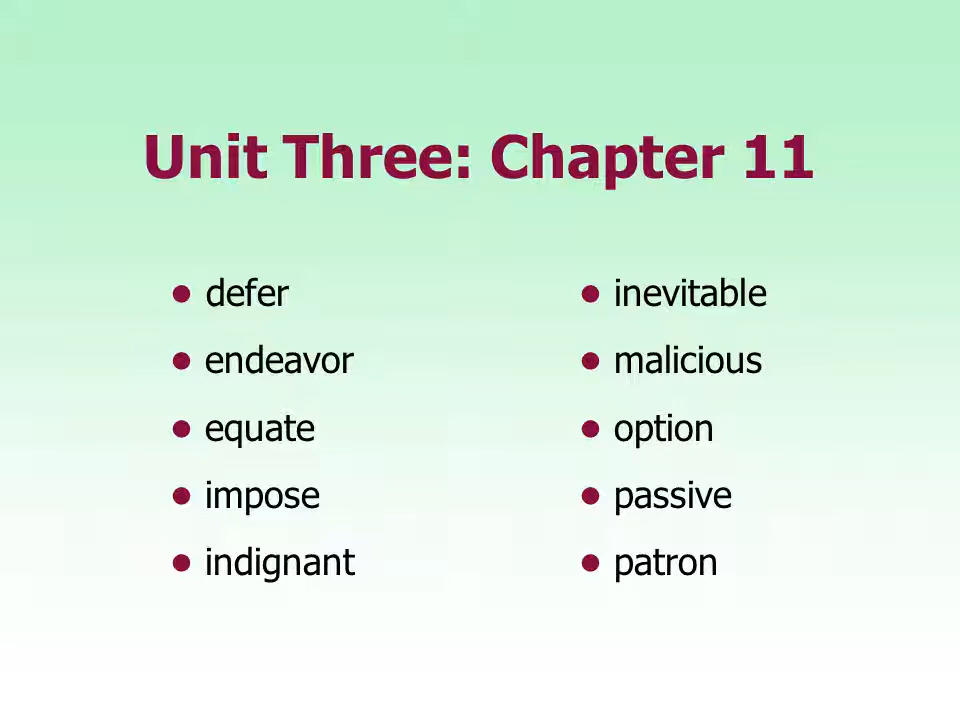 Unit Three: Chapter 11
• defer
• endeavor
• equate
• impose
• indignant
• inevitable
• malicious
• option
• passive
• patron